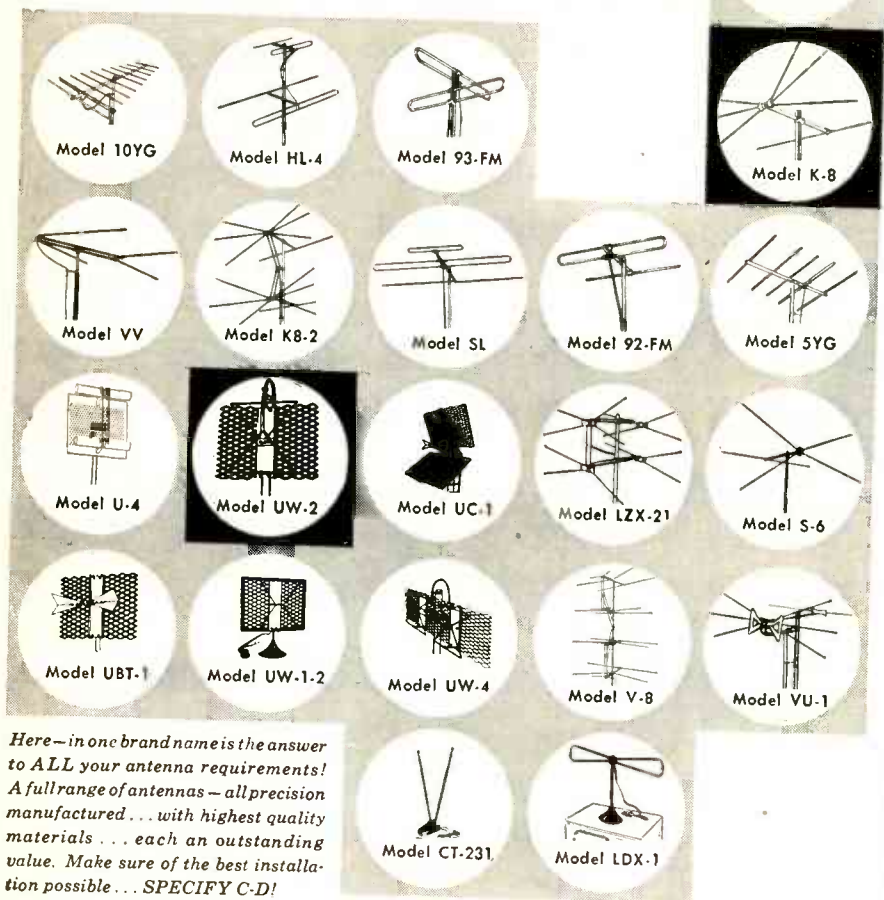 Model 10YG
Model HL-4
Model 93-FM
Model K-8
Model VV
Model K8-2
Model SL
Model 92-FM
Model 5YG
Model U-4
Model UW-2
Model UC-1
Model LZX-21
Model S-6
Model UBT-1
Model UW-1-2
Model UW-4
Model V-8
Model VU-1
Model CT-231
Model LDX-1
Here—in one brand name is the answer
to ALL your antenna requirements!
A full range of antennas — all precision
manufactured . . . with highest quality
materials . . . each an outstanding
value. Make sure of the best installa-
tion possible . . . SPECIFY C-D!